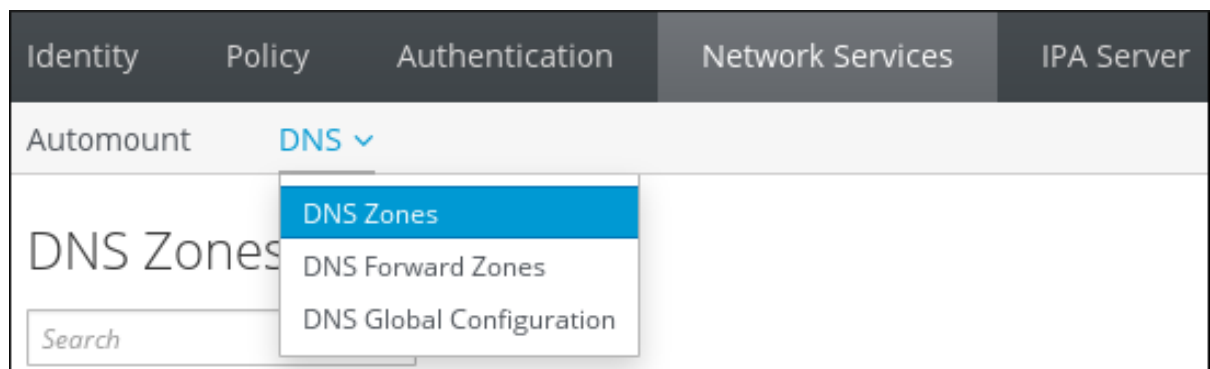 Identity Policy Authentication Network Services IPA Server
Automount DNS
DNS Zones
DNS Zones
DNS Forward Zones
DNS Global Configuration
Search